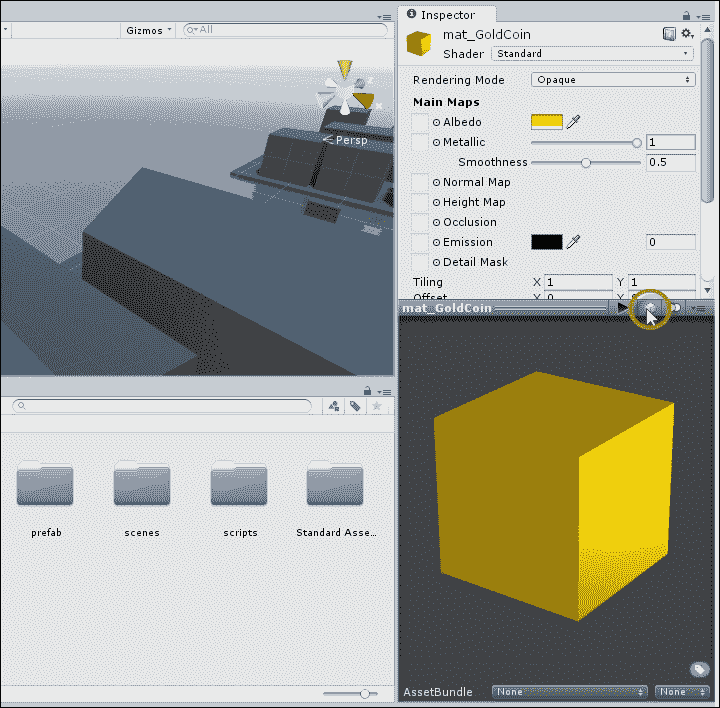 Inspector
Gizmos
All
mat_GoldCoin
Shader Standard
Rendering Mode Opaque
Main Maps
Albedo
Metallic 1
Smoothness 0.5
Normal Map
Height Map
Occlusion
Emission 0
Detail Mask
Tiling X 1 Y 1
Offset X 0 Y
x
Persp
mat_GoldCoin
prefab
scenes
scripts
Standard Asse...
AssetBundle None None